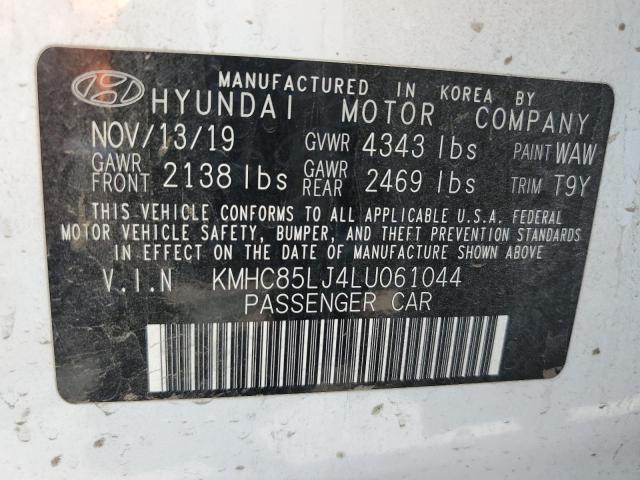 MANUFACTURED IN KOREA BY
HYUNDAI MOTOR COMPANY
NOV/13/19 GVWR 4343 lbs PAINT WAW
GAWR FRONT 2138 lbs GAWR REAR 2469 lbs TRIM T9Y
THIS VEHICLE CONFORMS TO ALL APPLICABLE U.S.A. FEDERAL
MOTOR VEHICLE SAFETY, BUMPER, AND THEFT PREVENTION STANDARDS
IN EFFECT ON THE DATE OF MANUFACTURE SHOWN ABOVE
V.I.N KMHC85LJ4LU061044
PASSENGER CAR